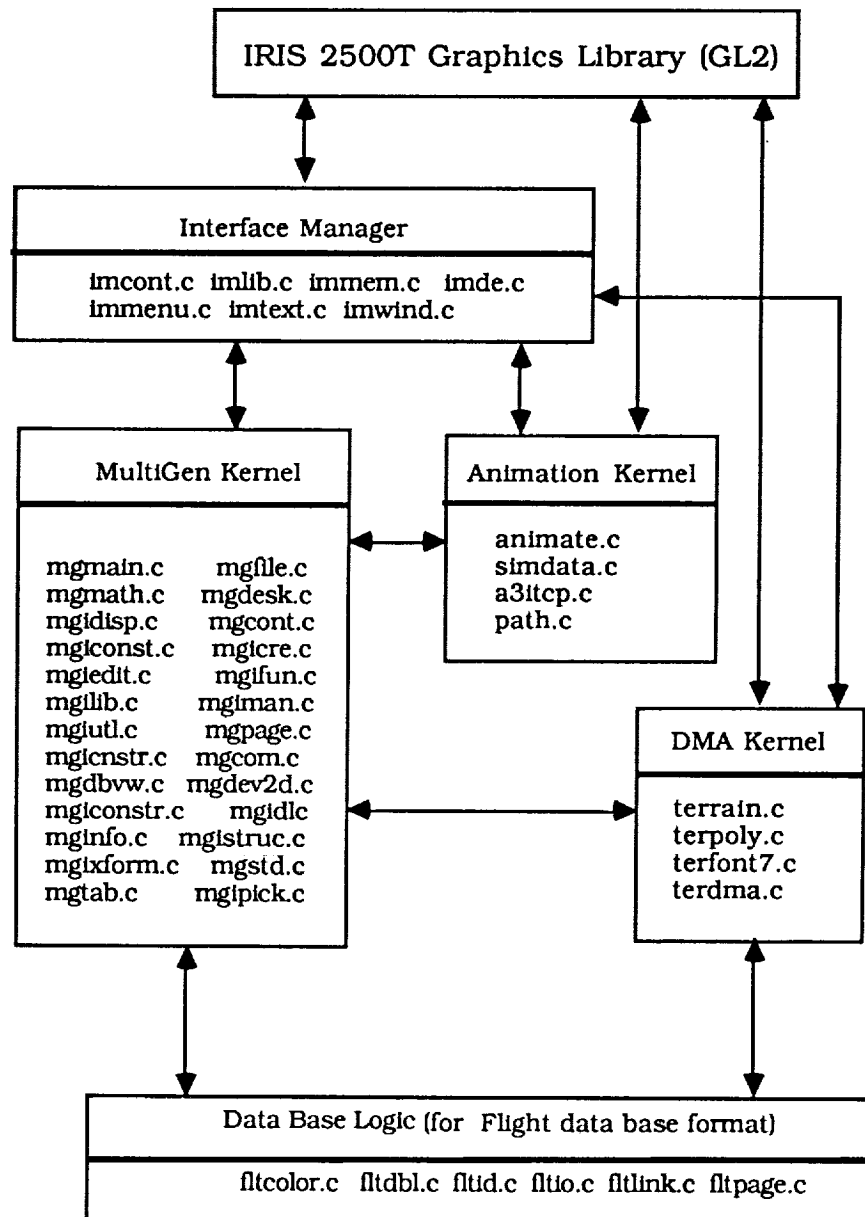 IRIS 2500T Graphics Library (GL2)
Interface Manager
imcont.c imlib.c immem.c imde.c
immenu.c imtext.c imwind.c
MultiGen Kernel
mgmain.c mgfile.c
mgmath.c mgdesk.c
mgidisp.c mgcont.c
mgiconst.c mgicre.c
mgiedit.c mgifun.c
mgilib.c mgiman.c
mgiutl.c mgpage.c
mgicnstr.c mgcom.c
mgdbvw.c mgdev2d.c
mgiconstr.c mgidlc
mginfo.c mgistruc.c
mgixform.c mgstd.c
mgtab.c mgipick.c
Animation Kernel
animate.c
simdata.c
a3itcp.c
path.c
DMA Kernel
terrain.c
terpoly.c
terfont7.c
terdma.c
Data Base Logic (for Flight data base format)
fltcolor.c fltdbl.c fltid.c fltio.c fltlink.c fltpage.c